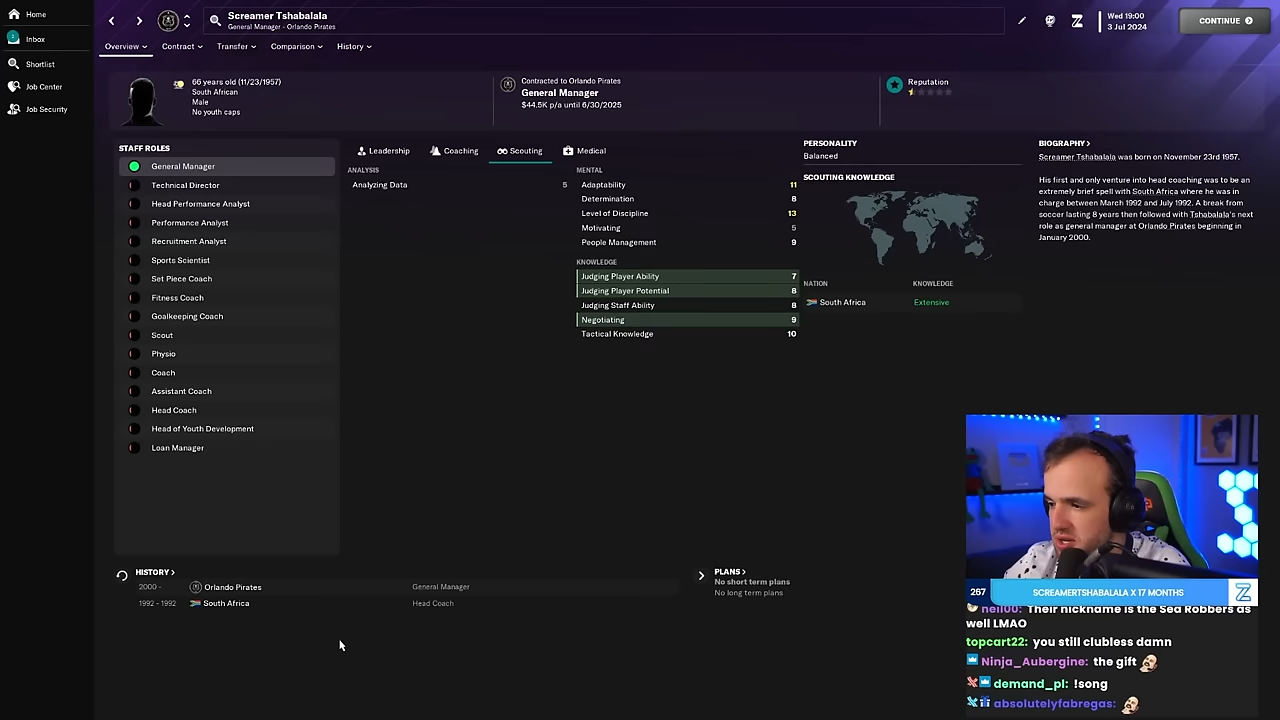 Home
Inbox
Shortlist
Job Center
Job Security
Screamer Tshabalala
General Manager - Orlando Pirates
Wed 19:00
3 Jul 2024
CONTINUE
Overview
Contract
Transfer
Comparison
History
66 years old (11/23/1957)
South African
Male
No youth caps
Contracted to Orlando Pirates
General Manager
$44.5K p/a until 6/30/2025
Reputation
STAFF ROLES
General Manager
Technical Director
Head Performance Analyst
Performance Analyst
Recruitment Analyst
Sports Scientist
Set Piece Coach
Fitness Coach
Goalkeeping Coach
Scout
Physio
Coach
Assistant Coach
Head Coach
Head of Youth Development
Loan Manager
Leadership
Coaching
Scouting
Medical
ANALYSIS
Analyzing Data 5
MENTAL
Adaptability 11
Determination 8
Level of Discipline 13
Motivating 5
People Management 9
KNOWLEDGE
Judging Player Ability 7
Judging Player Potential 8
Judging Staff Ability 8
Negotiating 9
Tactical Knowledge 10
PERSONALITY
Balanced
SCOUTING KNOWLEDGE
NATION KNOWLEDGE
South Africa Extensive
BIOGRAPHY
Screamer Tshabalala was born on November 23rd 1957.
His first and only venture into head coaching was to be an
extremely brief spell with South Africa where he was in
charge between March 1992 and July 1992. A break from
soccer lasting 8 years then followed with Tshabalala's next
role as general manager at Orlando Pirates beginning in
January 2000.
HISTORY
2000 - Orlando Pirates General Manager
1992 - 1992 South Africa Head Coach
PLANS
No short term plans
No long term plans
267 SCREAMERTSHABALALA X 17 MONTHS Z
neil00: Their nickname is the Sea Robbers as
well LMAO
topcart22: you still clubless damn
Ninja_Aubergine: the gift
demand_pl: !song
absolutelyfabregas: